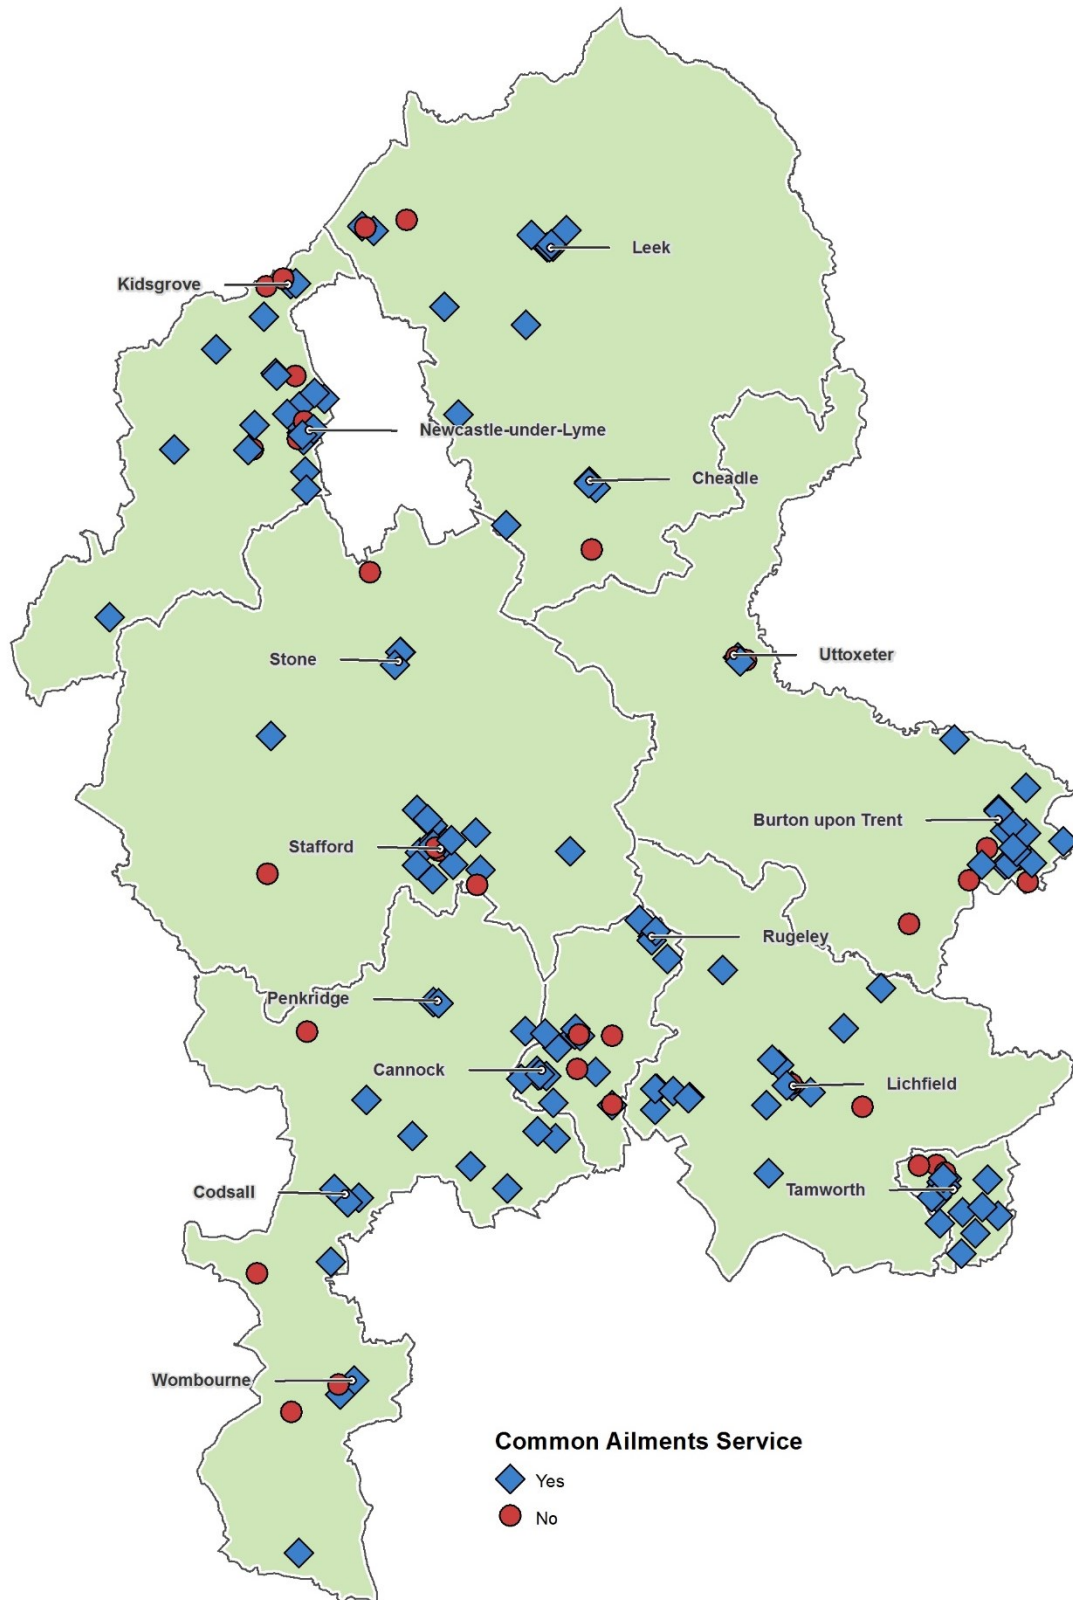 Leek
Kidsgrove
Newcastle-under-Lyme
Cheadle
Uttoxeter
Stone
Burton upon Trent
Stafford
Rugeley
Penkridge
Cannock
Lichfield
Tamworth
Codsall
Wombourne
Common Ailments Service
Yes
No